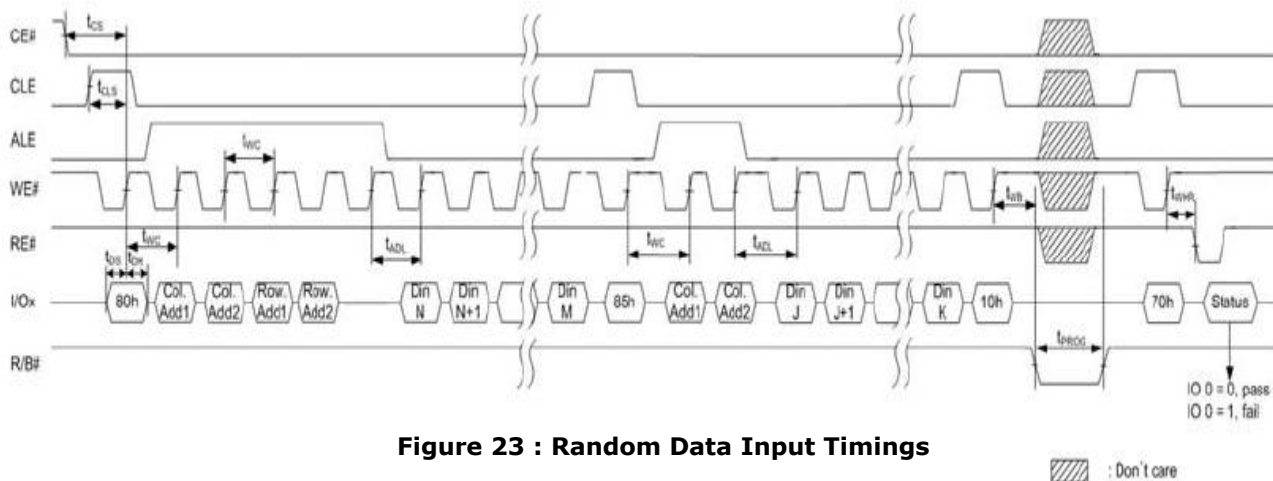 CE#
tCS
CLE
tCLS
ALE
tWC
WE#
tWB
tWHR
RE#
tWC
tADL
tWC
tADL
tDS
tDH
I/Ox
80h
Col. Add1
Col. Add2
Row. Add1
Row. Add2
Din N
Din N+1
Din M
85h
Col. Add1
Col. Add2
Din J
Din J+1
Din K
10h
70h
Status
R/B#
tPROG
IO 0 = 0, pass
IO 0 = 1, fail
Figure 23 : Random Data Input Timings
: Don`t care